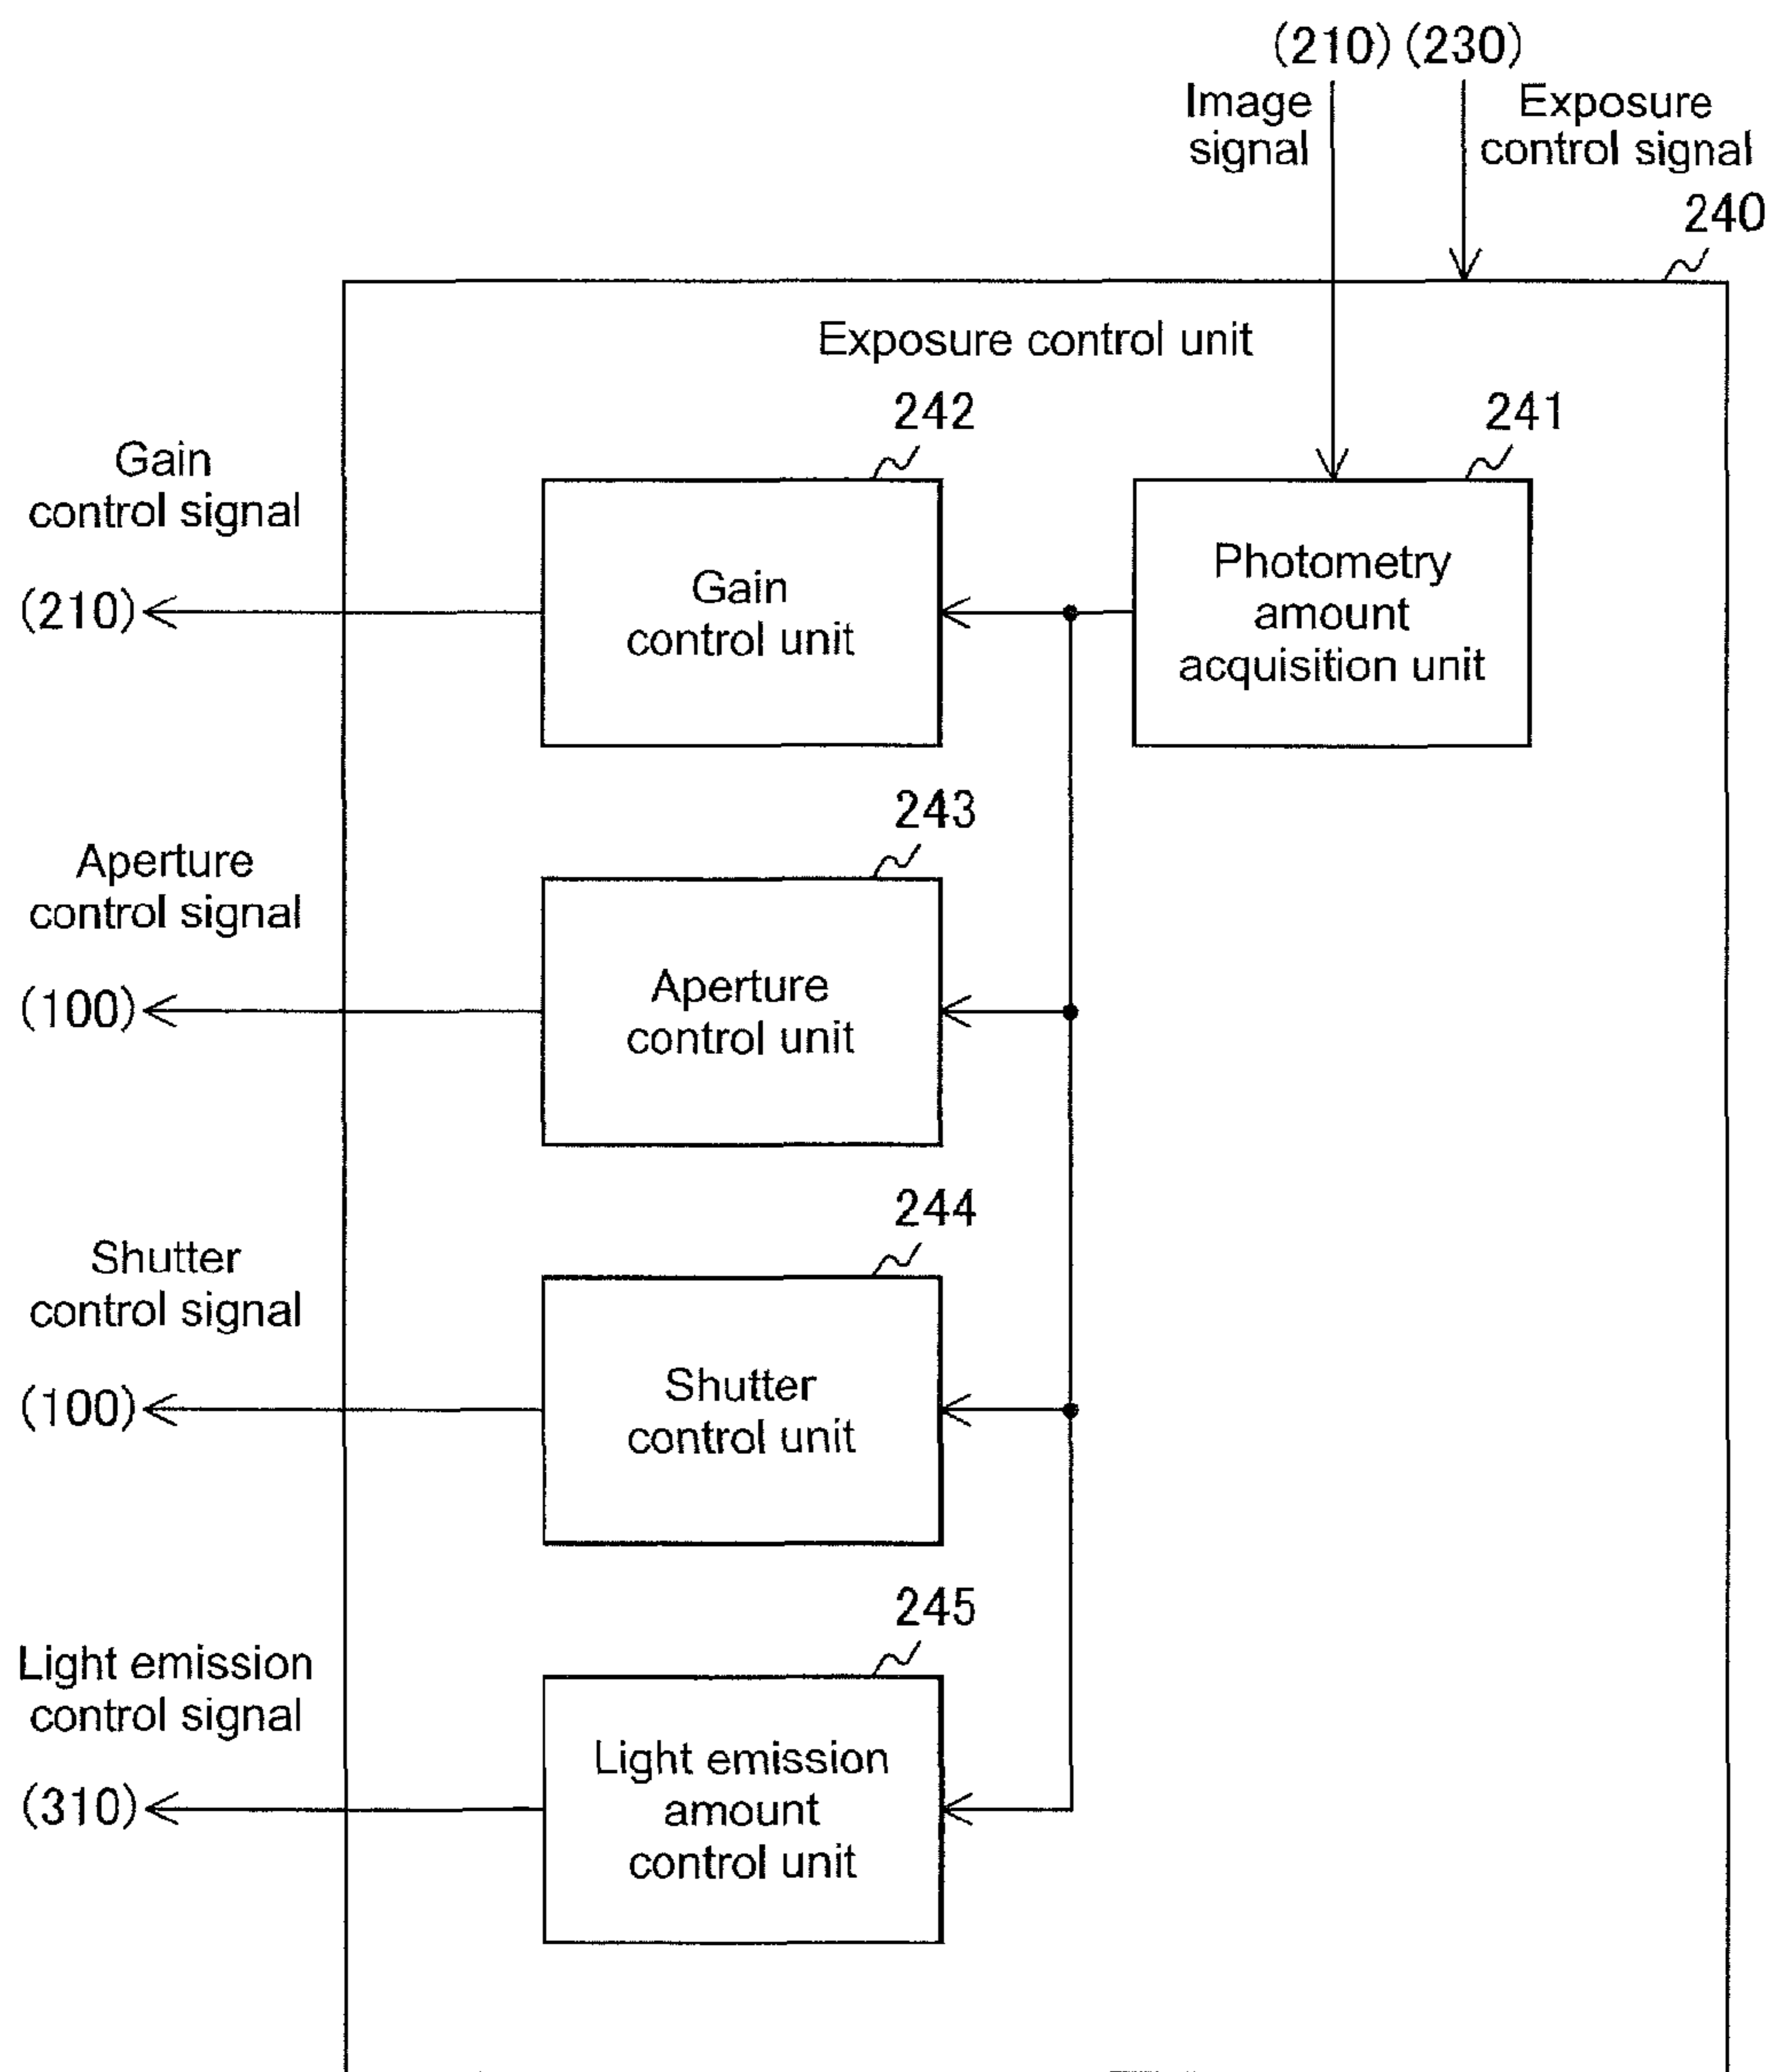 (210) (230)
Image
signal
Exposure
control signal
240
Exposure control unit
242
241
Gain
control signal
(210)
Gain
control unit
Photometry
amount
acquisition unit
243
Aperture
control signal
(100)
Aperture
control unit
244
Shutter
control signal
(100)
Shutter
control unit
245
Light emission
control signal
(310)
Light emission
amount
control unit